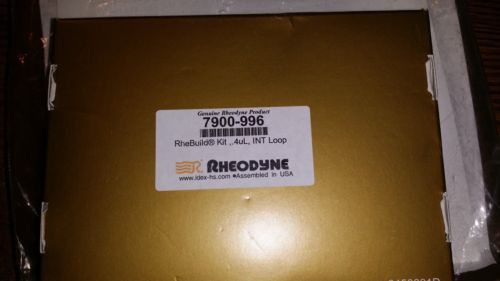 Genuine Rheodyne Product
7900-996
RheBuild® Kit ,.4uL, INT Loop
RHEODYNE
www.idex-hs.com •Assembled in USA